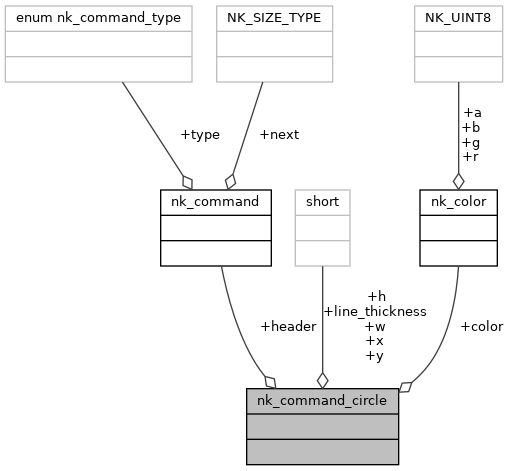 enum nk_command_type
NK_SIZE_TYPE
NK_UINT8
+type
+next
+a
+b
+g
+r
nk_command
short
nk_color
+header
+h
+line_thickness
+w
+x
+y
+color
nk_command_circle